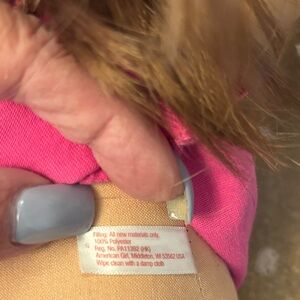 Filling: All new materials only,
100% Polyester
Reg. No. PA11392 (HK)
American Girl, Middleton, WI 53562 USA
Wipe clean with a damp cloth